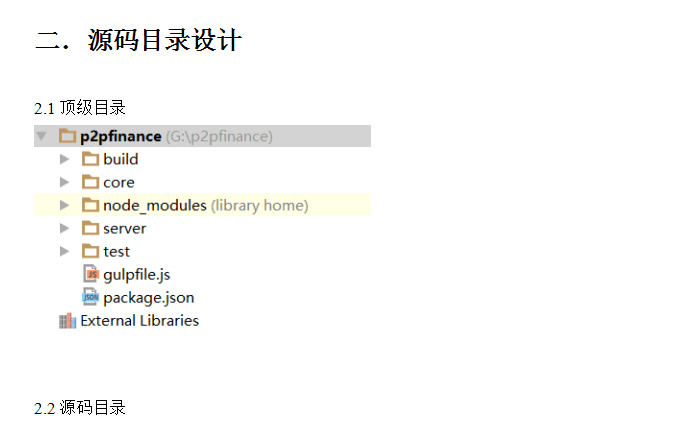 二．源码目录设计
2.1 顶级目录
p2pfinance (G:\p2pfinance)
build
core
node_modules (library home)
server
test
JS gulpfile.js
JSON package.json
External Libraries
2.2 源码目录